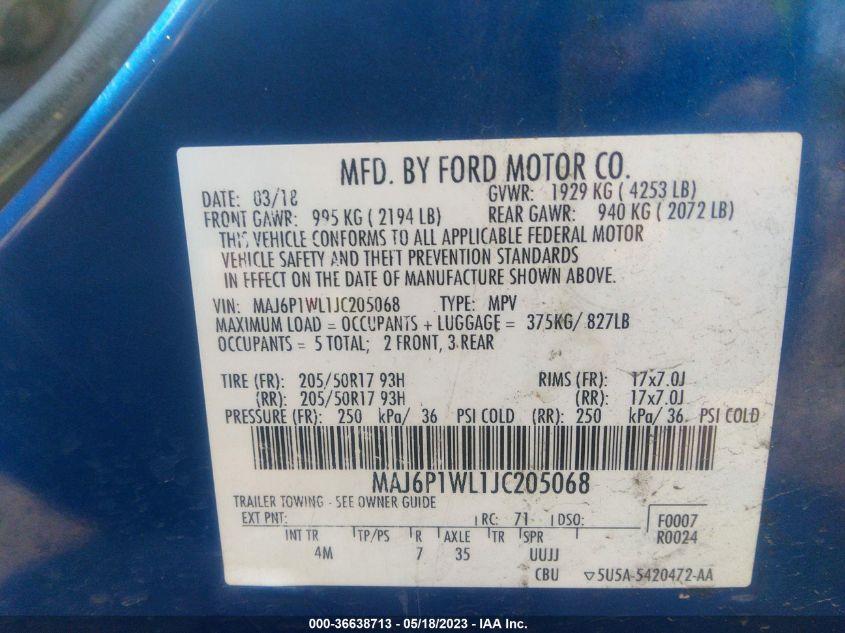 MFD. BY FORD MOTOR CO.
DATE: 03/18 GVWR: 1929 KG ( 4253 LB)
FRONT GAWR: 995 KG ( 2194 LB) REAR GAWR: 940 KG ( 2072 LB)
THIS VEHICLE CONFORMS TO ALL APPLICABLE FEDERAL MOTOR
VEHICLE SAFETY AND THEFT PREVENTION STANDARDS
IN EFFECT ON THE DATE OF MANUFACTURE SHOWN ABOVE.
VIN: MAJ6P1WL1JC205068 TYPE: MPV
MAXIMUM LOAD = OCCUPANTS + LUGGAGE = 375KG/ 827LB
OCCUPANTS = 5 TOTAL; 2 FRONT, 3 REAR
TIRE (FR): 205/50R17 93H RIMS (FR): 17x7.0J
(RR): 205/50R17 93H (RR): 17x7.0J
PRESSURE (FR): 250 kPa/ 36 PSI COLD (RR): 250 kPa/ 36 PSI COLD
MAJ6P1WL1JC205068
TRAILER TOWING - SEE OWNER GUIDE
EXT PNT: RC: 71 DSO: F0007
R0024
INT TR TP/PS R AXLE TR SPR
4M 7 35 UUJJ
CBU ▽5U5A-5420472-AA
000-36638713 - 05/18/2023 - IAA Inc.